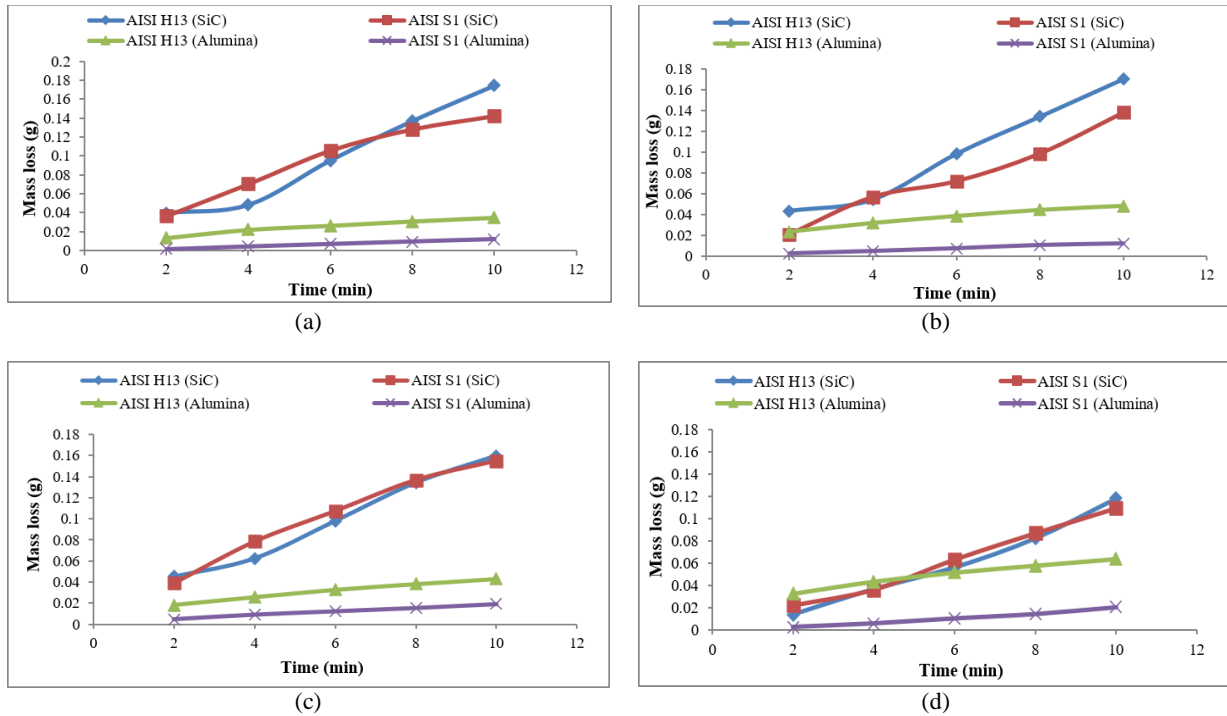 AISI H13 (SiC) AISI S1 (SiC)
AISI H13 (Alumina) AISI S1 (Alumina)
Mass loss (g)
0.2
0.18
0.16
0.14
0.12
0.1
0.08
0.06
0.04
0.02
0
0 2 4 6 8 10 12
Time (min)
(a)
AISI H13 (SiC) AISI S1 (SiC)
AISI H13 (Alumina) AISI S1 (Alumina)
Mass loss (g)
0.18
0.16
0.14
0.12
0.1
0.08
0.06
0.04
0.02
0
0 2 4 6 8 10 12
Time (min)
(b)
AISI H13 (SiC) AISI S1 (SiC)
AISI H13 (Alumina) AISI S1 (Alumina)
Mass loss (g)
0.18
0.16
0.14
0.12
0.1
0.08
0.06
0.04
0.02
0
0 2 4 6 8 10 12
Time (min)
(c)
AISI H13 (SiC) AISI S1 (SiC)
AISI H13 (Alumina) AISI S1 (Alumina)
Mass loss (g)
0.18
0.16
0.14
0.12
0.1
0.08
0.06
0.04
0.02
0
0 2 4 6 8 10 12
Time (min)
(d)